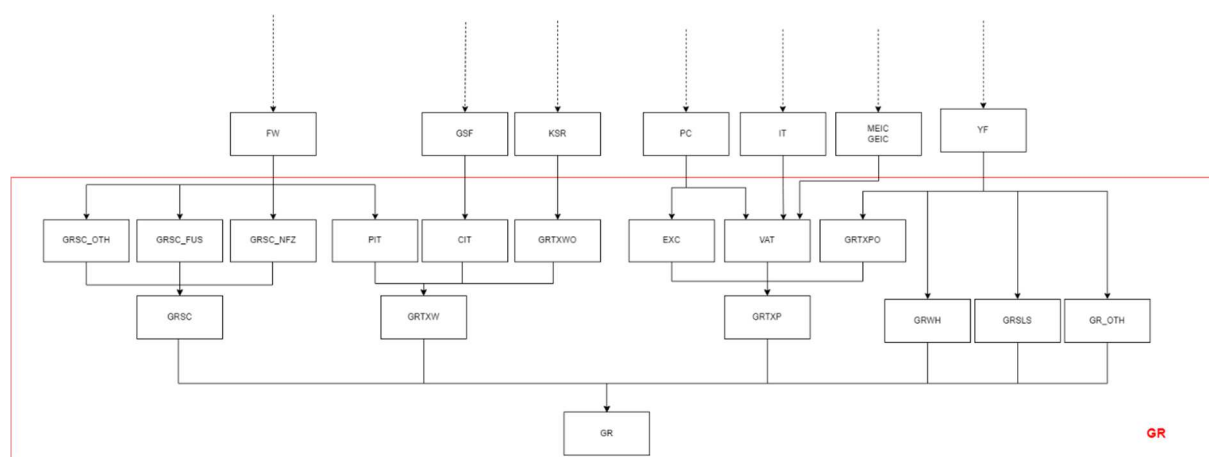 FW
GSF
KSR
PC
IT
MEIC
GEIC
YF
GRSC_OTH
GRSC_FUS
GRSC_NFZ
PIT
CIT
GRTXWO
EXC
VAT
GRTXPO
GRSC
GRTXW
GRTXP
GRWH
GRSLS
GR_OTH
GR
GR